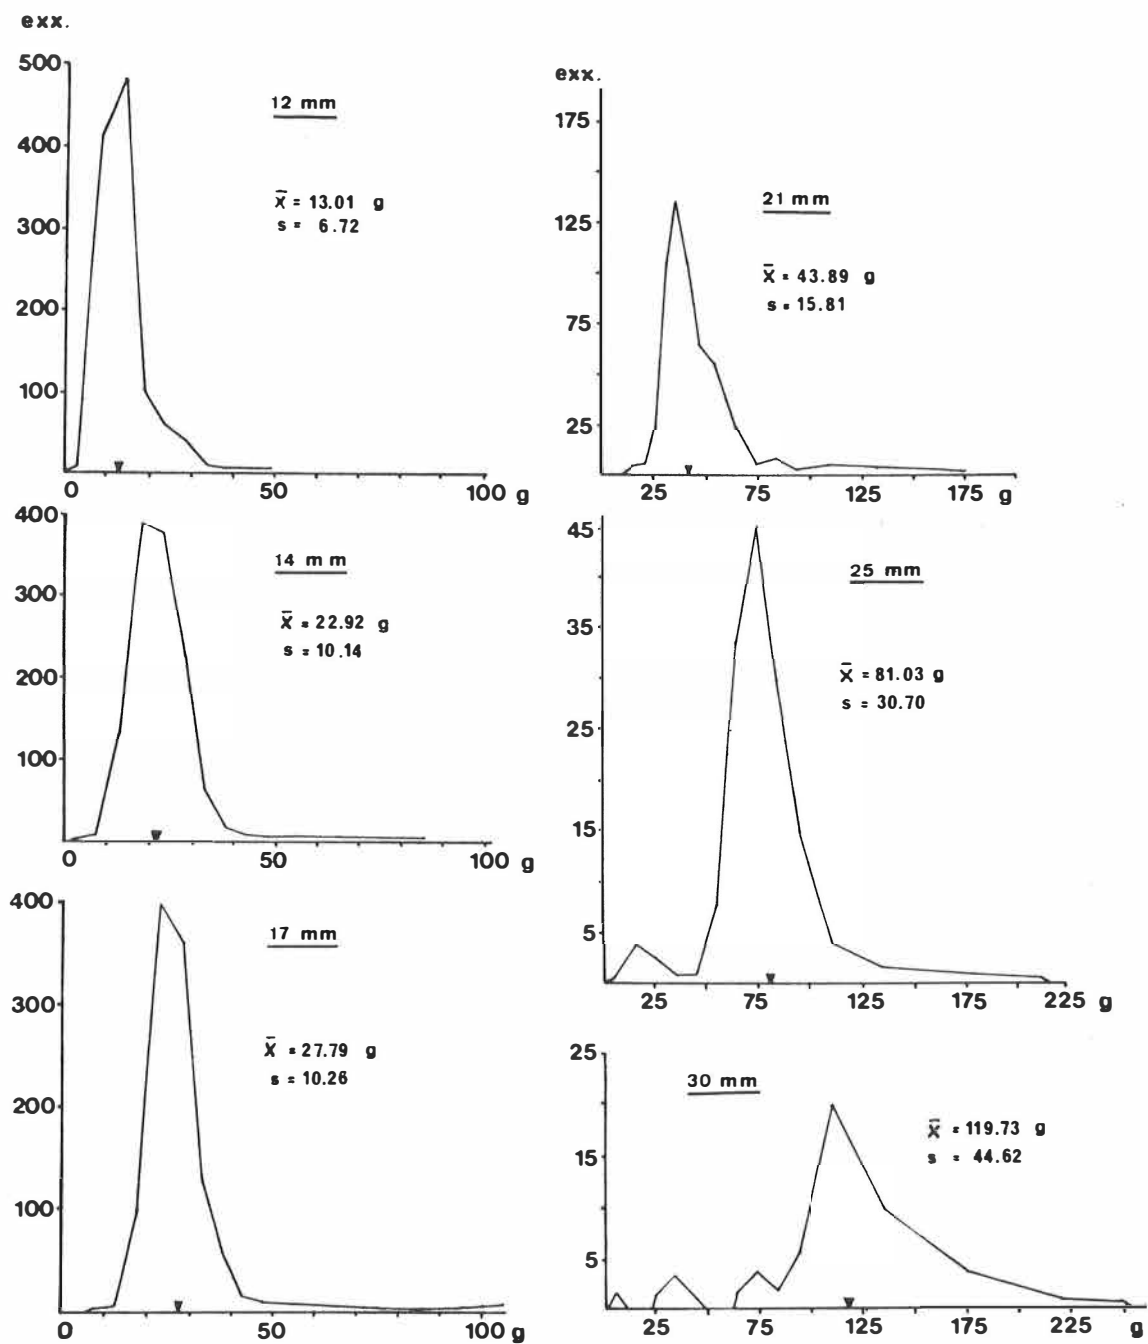 exx.
500
400
300
200
100
0 50 100 g
12 mm
x̄ = 13.01 g
s = 6.72
400
300
200
100
0 50 100 g
14 mm
x̄ = 22.92 g
s = 10.14
400
300
200
100
0 50 100 g
17 mm
x̄ = 27.79 g
s = 10.26
exx.
175
125
75
25
25 75 125 175 g
21 mm
x̄ = 43.89 g
s = 15.81
45
35
25
15
5
25 75 125 175 225 g
25 mm
x̄ = 81.03 g
s = 30.70
25
15
5
25 75 125 175 225 g
30 mm
x̄ = 119.73 g
s = 44.62